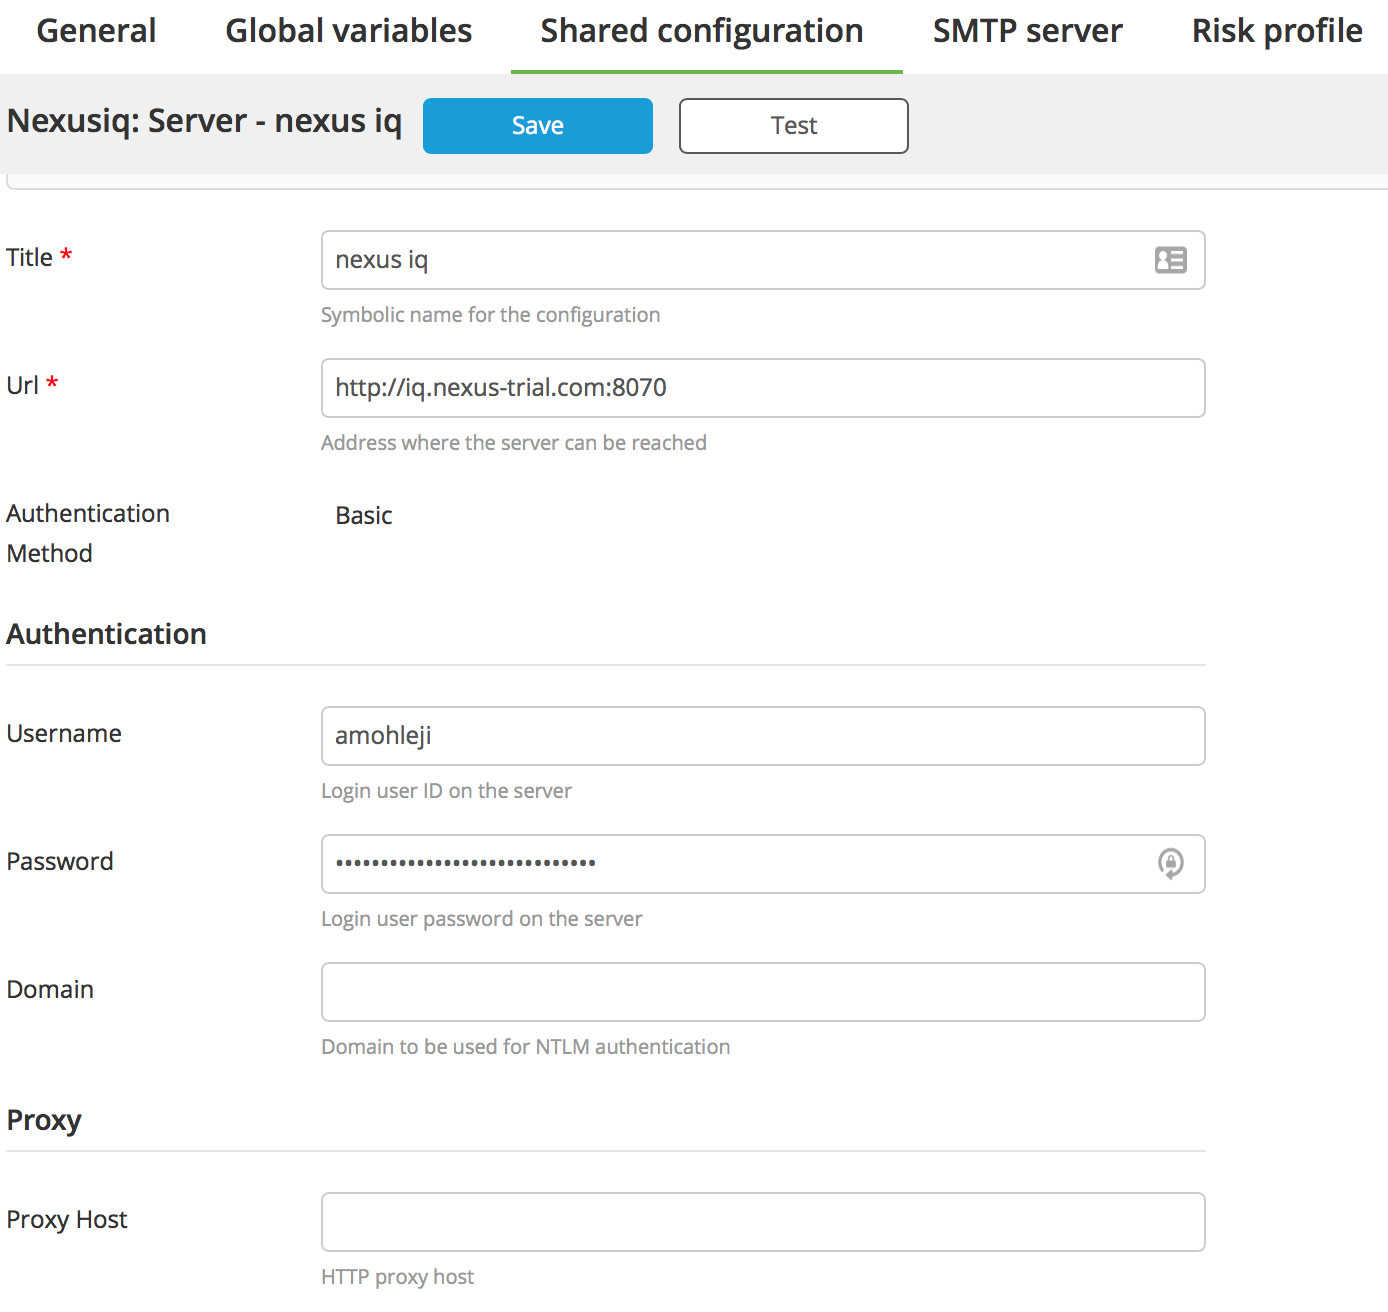 General Global variables Shared configuration SMTP server Risk profile
Nexusiq: Server - nexus iq Save Test
Title *
nexus iq
Symbolic name for the configuration
Url *
http://iq.nexus-trial.com:8070
Address where the server can be reached
Authentication
Method
Basic
Authentication
Username
amohleji
Login user ID on the server
Password
•••••••••••••••••••••••••••••
Login user password on the server
Domain
Domain to be used for NTLM authentication
Proxy
Proxy Host
HTTP proxy host